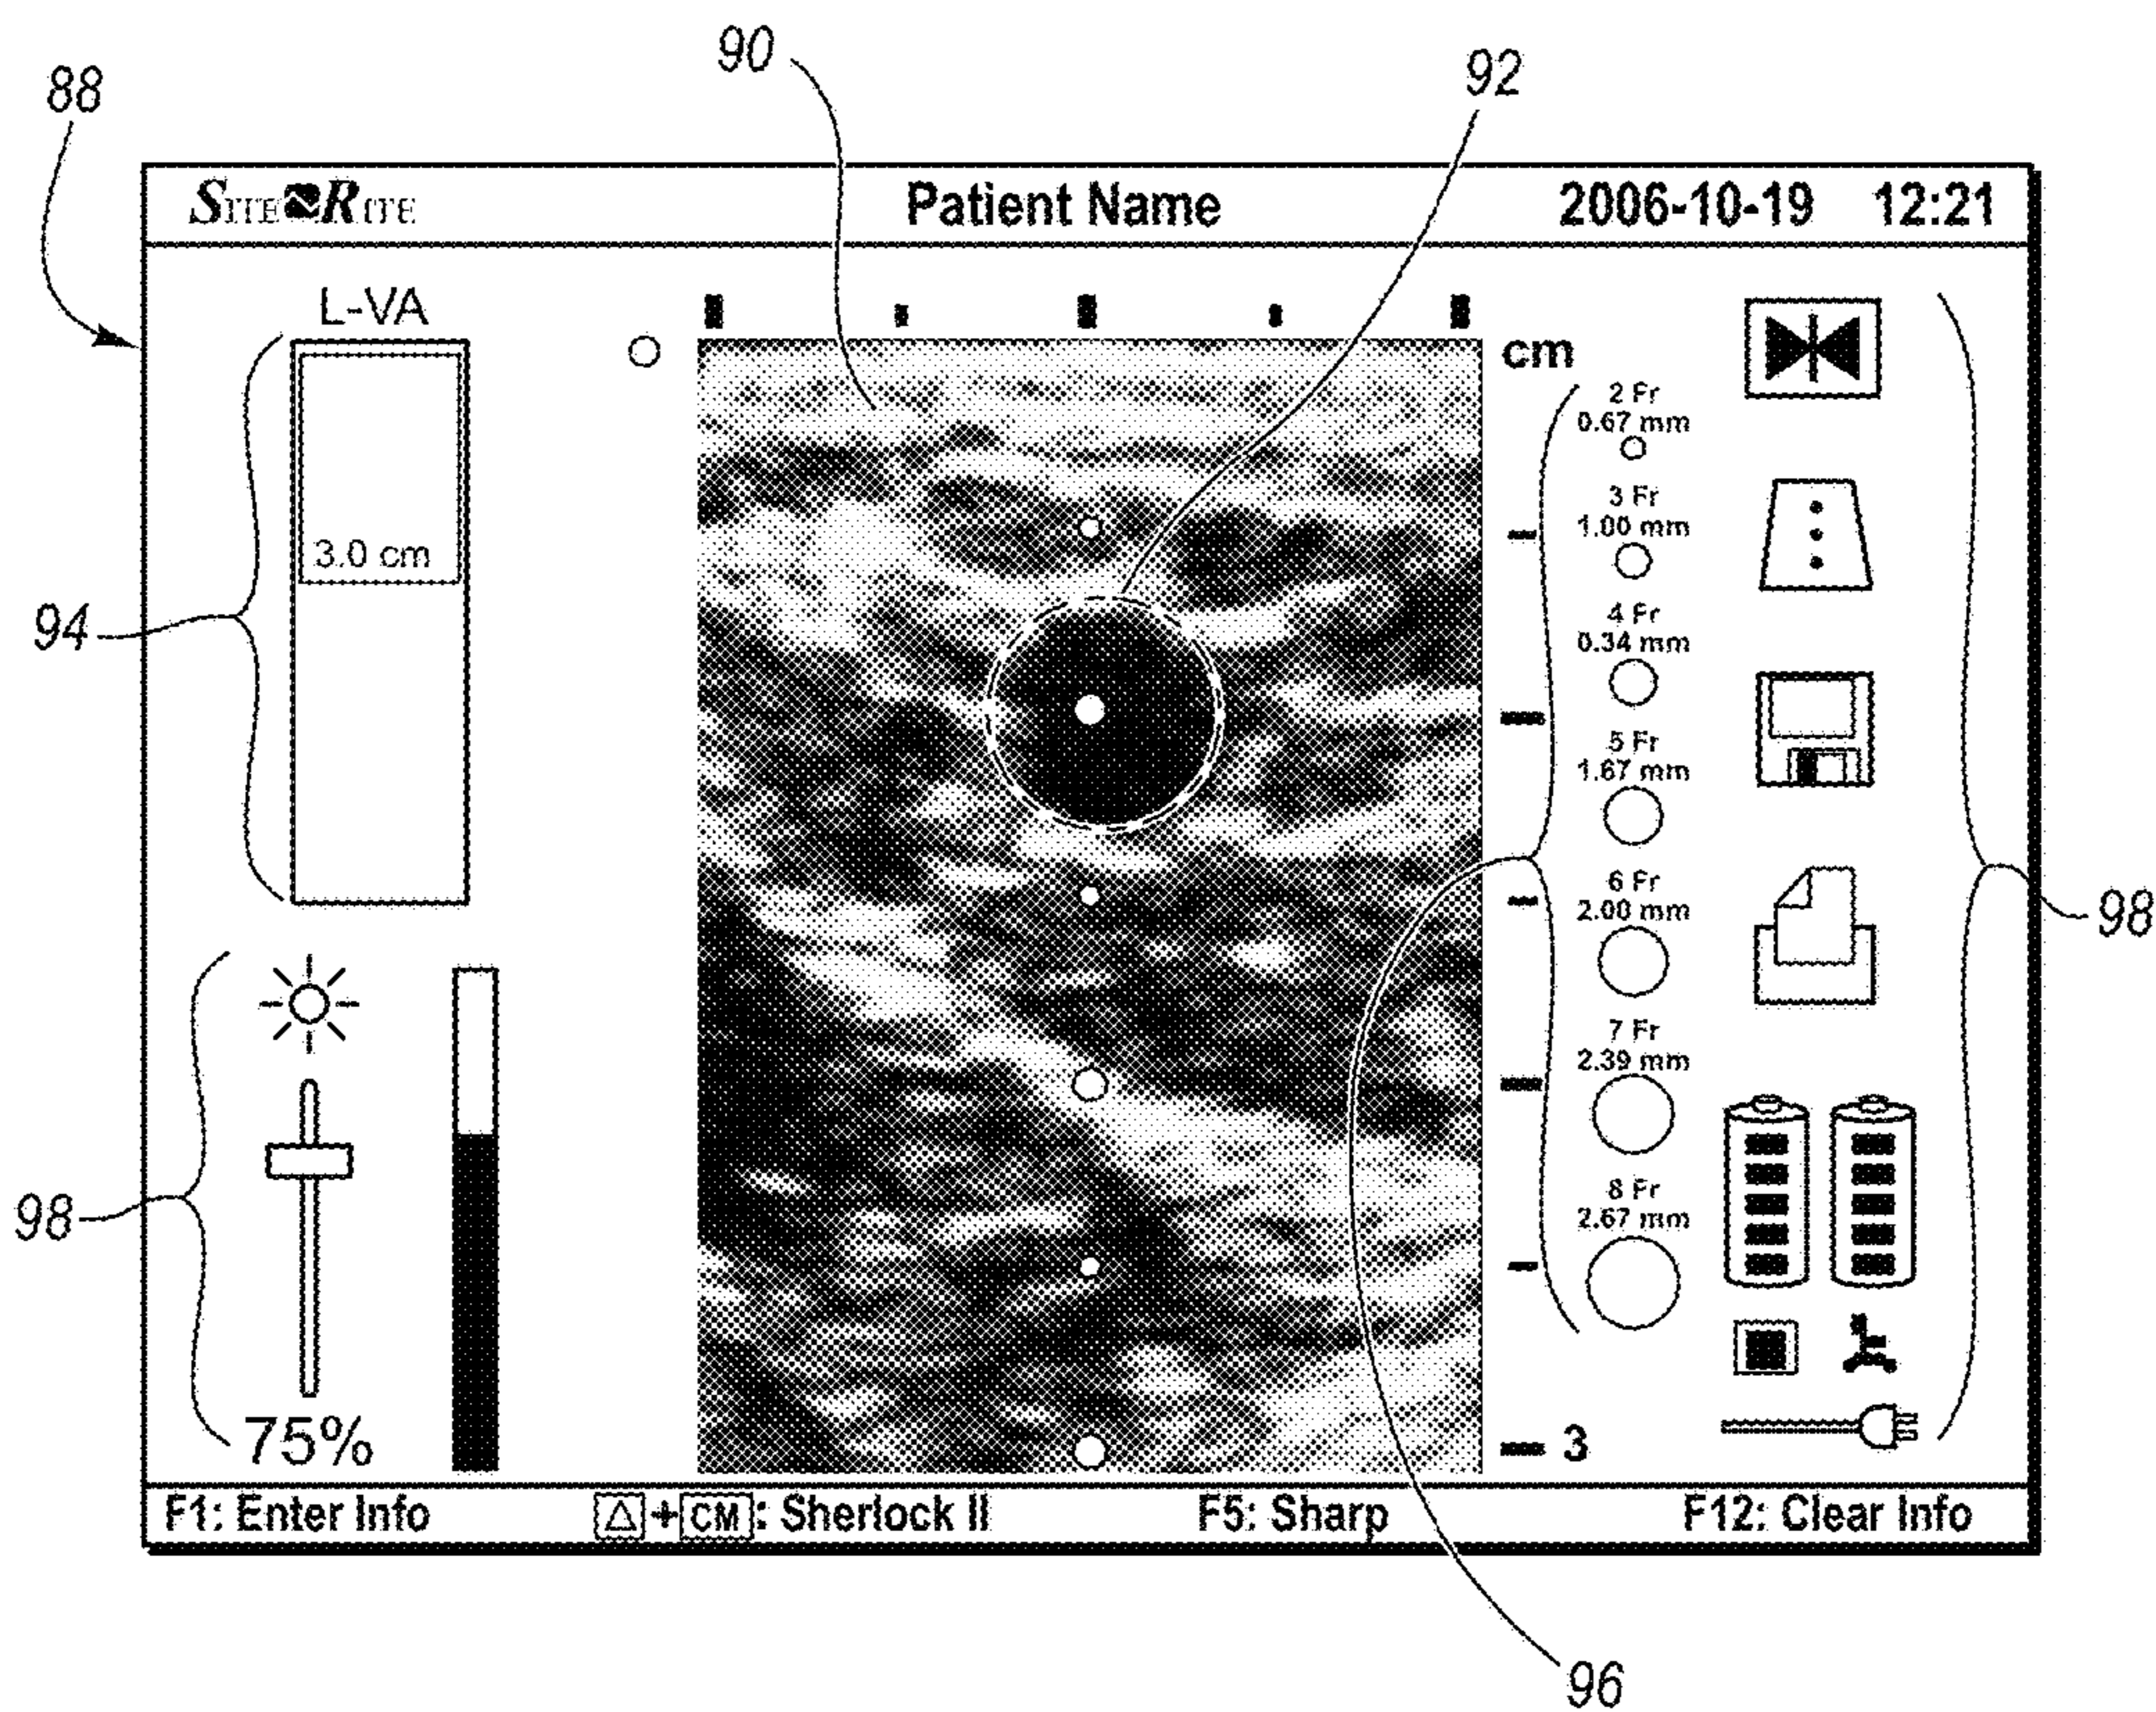 90
92
88
SITE RITE
Patient Name
2006-10-19 12:21
L-VA
3.0 cm
94
98
75%
cm
2 Fr
0.67 mm
3 Fr
1.00 mm
4 Fr
0.34 mm
5 Fr
1.67 mm
6 Fr
2.00 mm
7 Fr
2.39 mm
8 Fr
2.67 mm
3
98
F1: Enter Info
△+CM: Sherlock II
F5: Sharp
F12: Clear Info
96